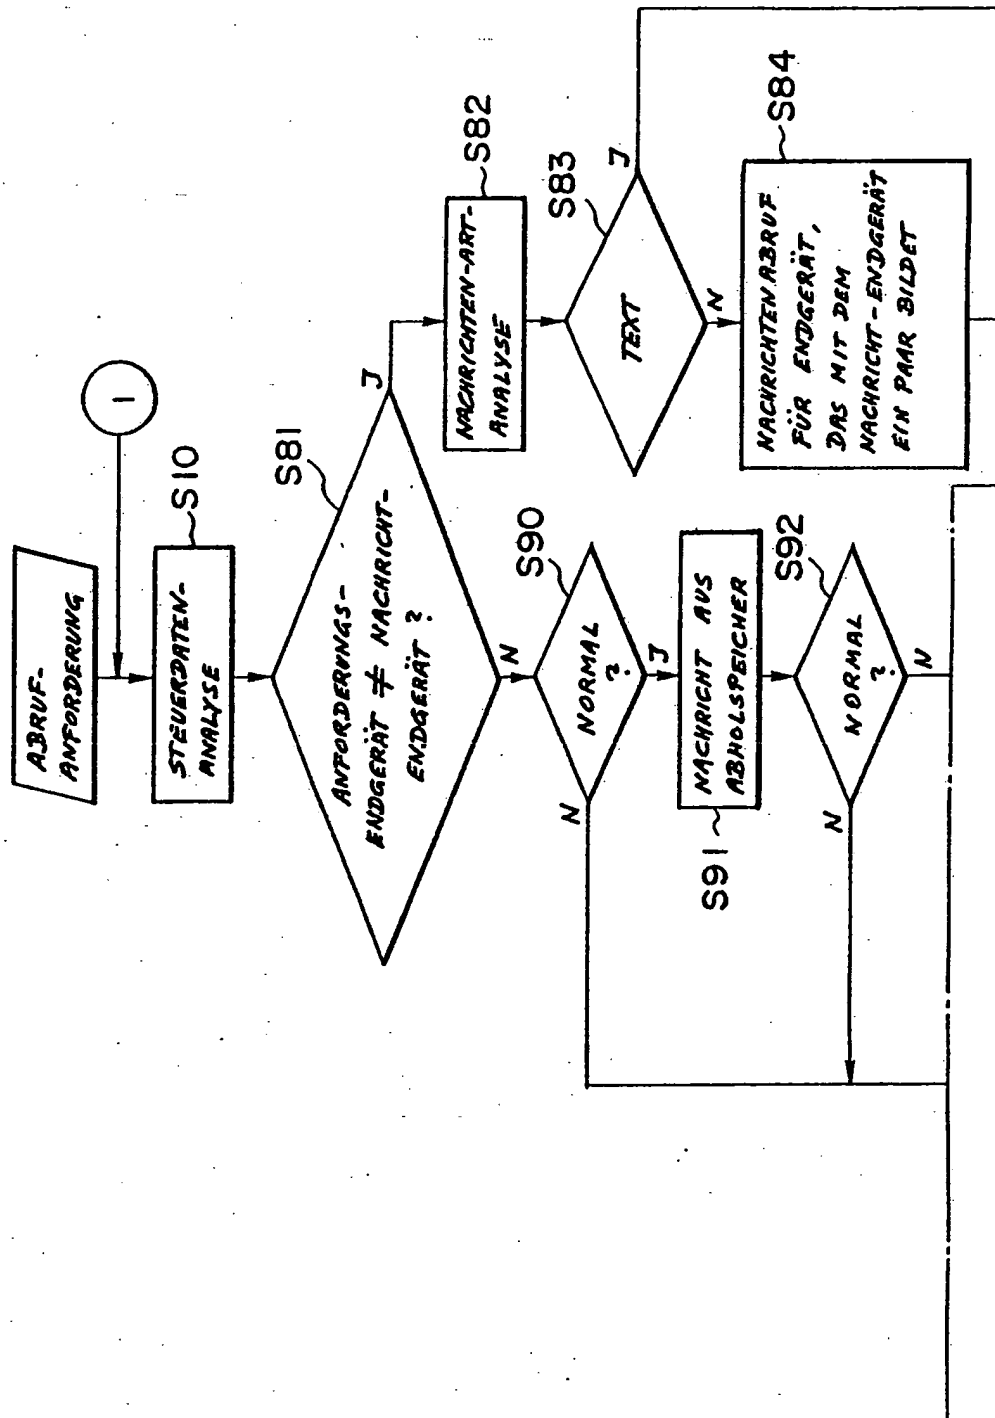 ABRUF-
ANFORDERUNG
1
STEUERDATEN-
ANALYSE
S10
ANFORDERUNGS-
ENDGERÄT ≠ NACHRICHT-
ENDGERÄT ?
S81
J
N
NACHRICHTEN-ART-
ANALYSE
S82
TEXT
S83
J
N
NACHRICHTENABRUF
FÜR ENDGERÄT,
DAS MIT DEM
NACHRICHT-ENDGERÄT
EIN PAAR BILDET
S84
NORMAL
?
S90
N
J
NACHRICHT AUS
ABHOLSPEICHER
S91
NORMAL
?
S92
N
N